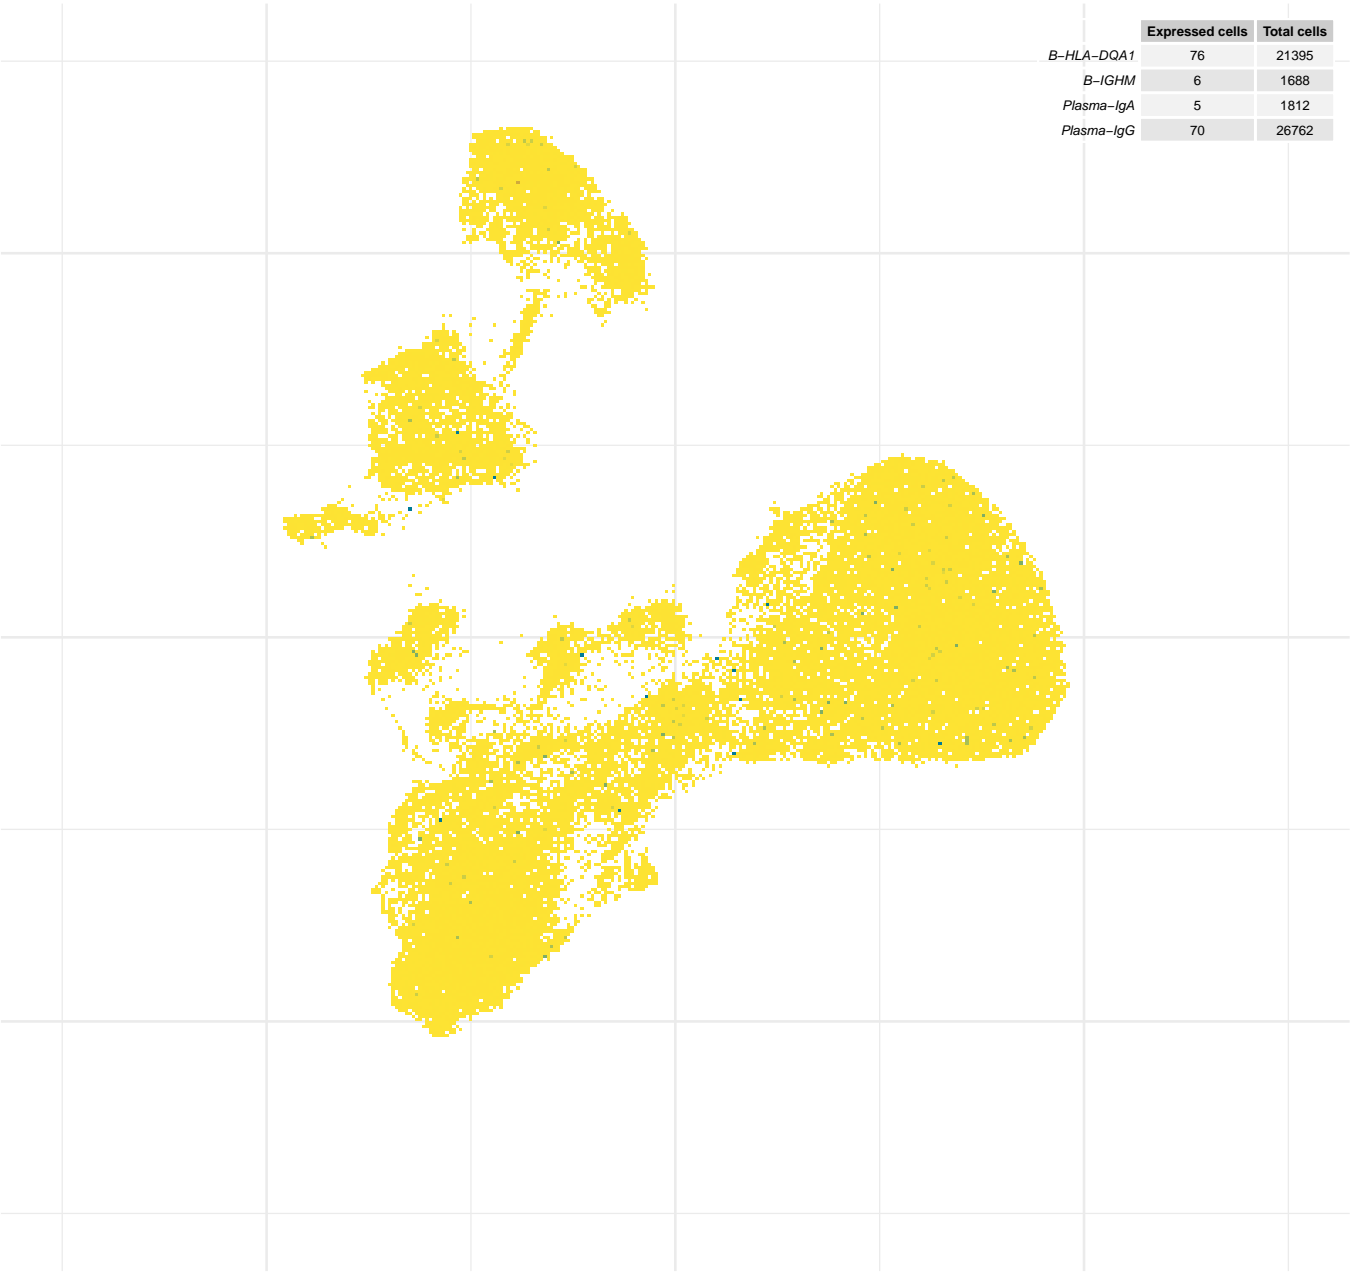 Expressed cells Total cells
B−HLA−DQA1 76 21395
B−IGHM 6 1688
Plasma−IgA 5 1812
Plasma−IgG 70 26762